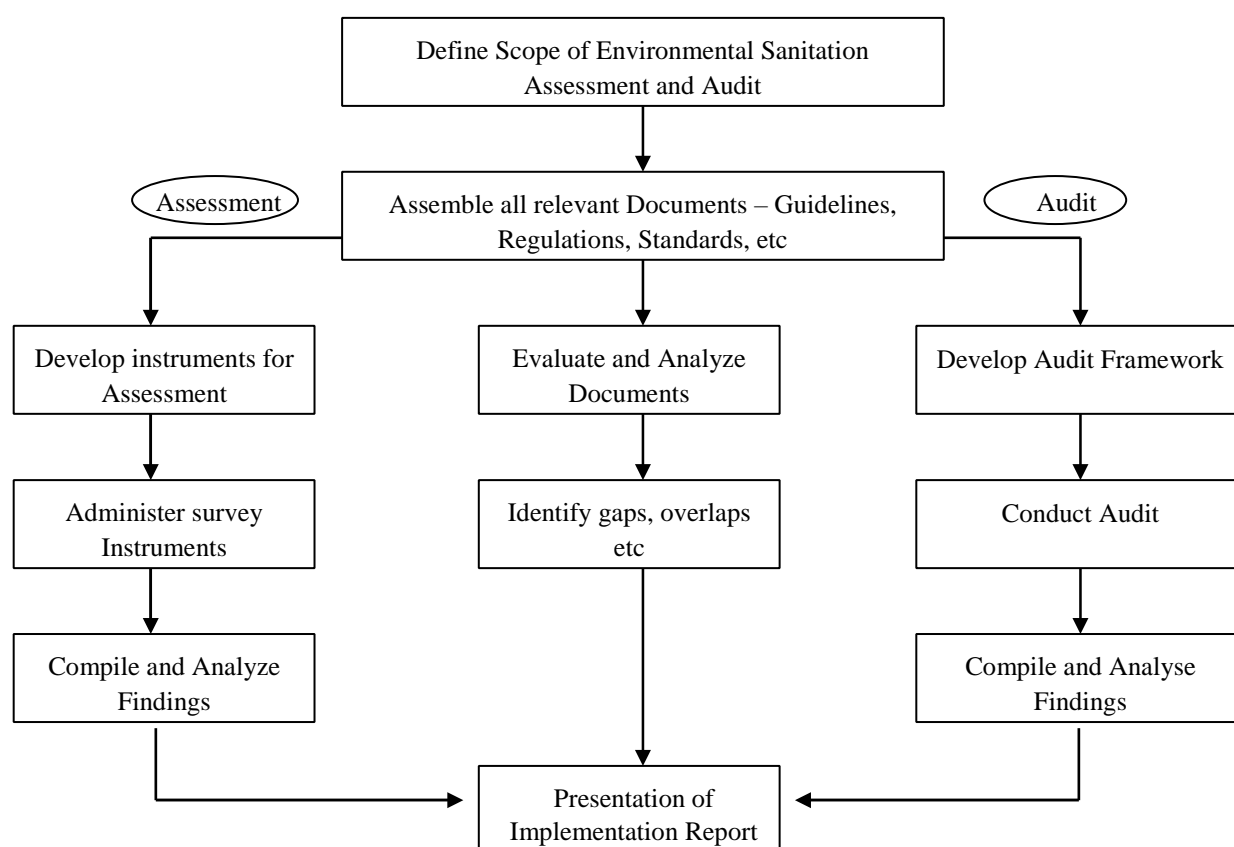 Define Scope of Environmental Sanitation
Assessment and Audit
Assessment
Assemble all relevant Documents – Guidelines,
Regulations, Standards, etc
Audit
Develop instruments for
Assessment
Evaluate and Analyze
Documents
Develop Audit Framework
Administer survey
Instruments
Identify gaps, overlaps
etc
Conduct Audit
Compile and Analyze
Findings
Compile and Analyse
Findings
Presentation of
Implementation Report